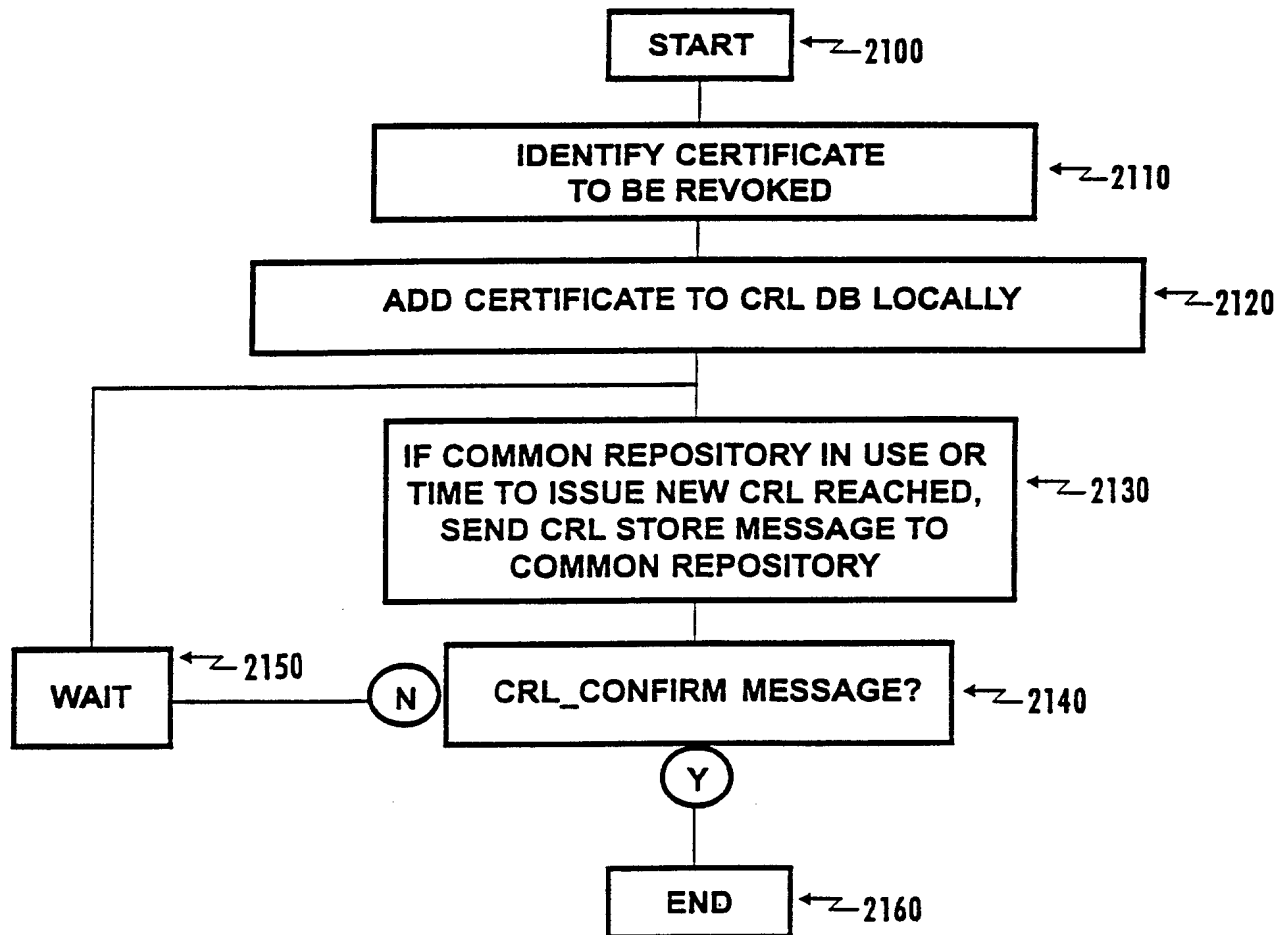 START
2100
IDENTIFY CERTIFICATE
TO BE REVOKED
2110
ADD CERTIFICATE TO CRL DB LOCALLY
2120
IF COMMON REPOSITORY IN USE OR
TIME TO ISSUE NEW CRL REACHED,
SEND CRL STORE MESSAGE TO
COMMON REPOSITORY
2130
WAIT
2150
N
CRL_CONFIRM MESSAGE?
2140
Y
END
2160